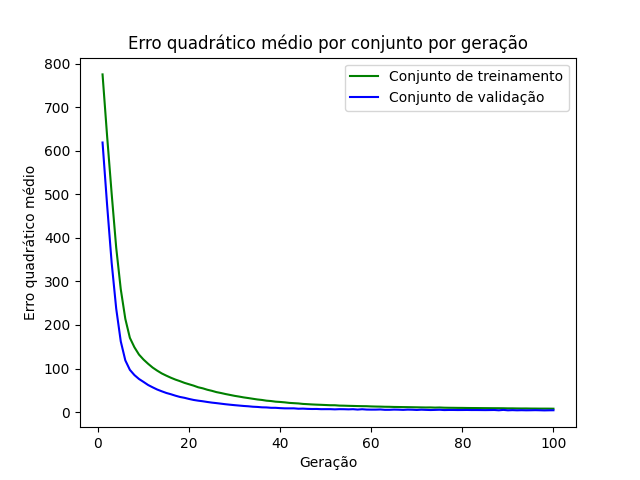 Erro quadrático médio por conjunto por geração
Conjunto de treinamento
Conjunto de validação
Erro quadrático médio
800
700
600
500
400
300
200
100
0
0 20 40 60 80 100
Geração